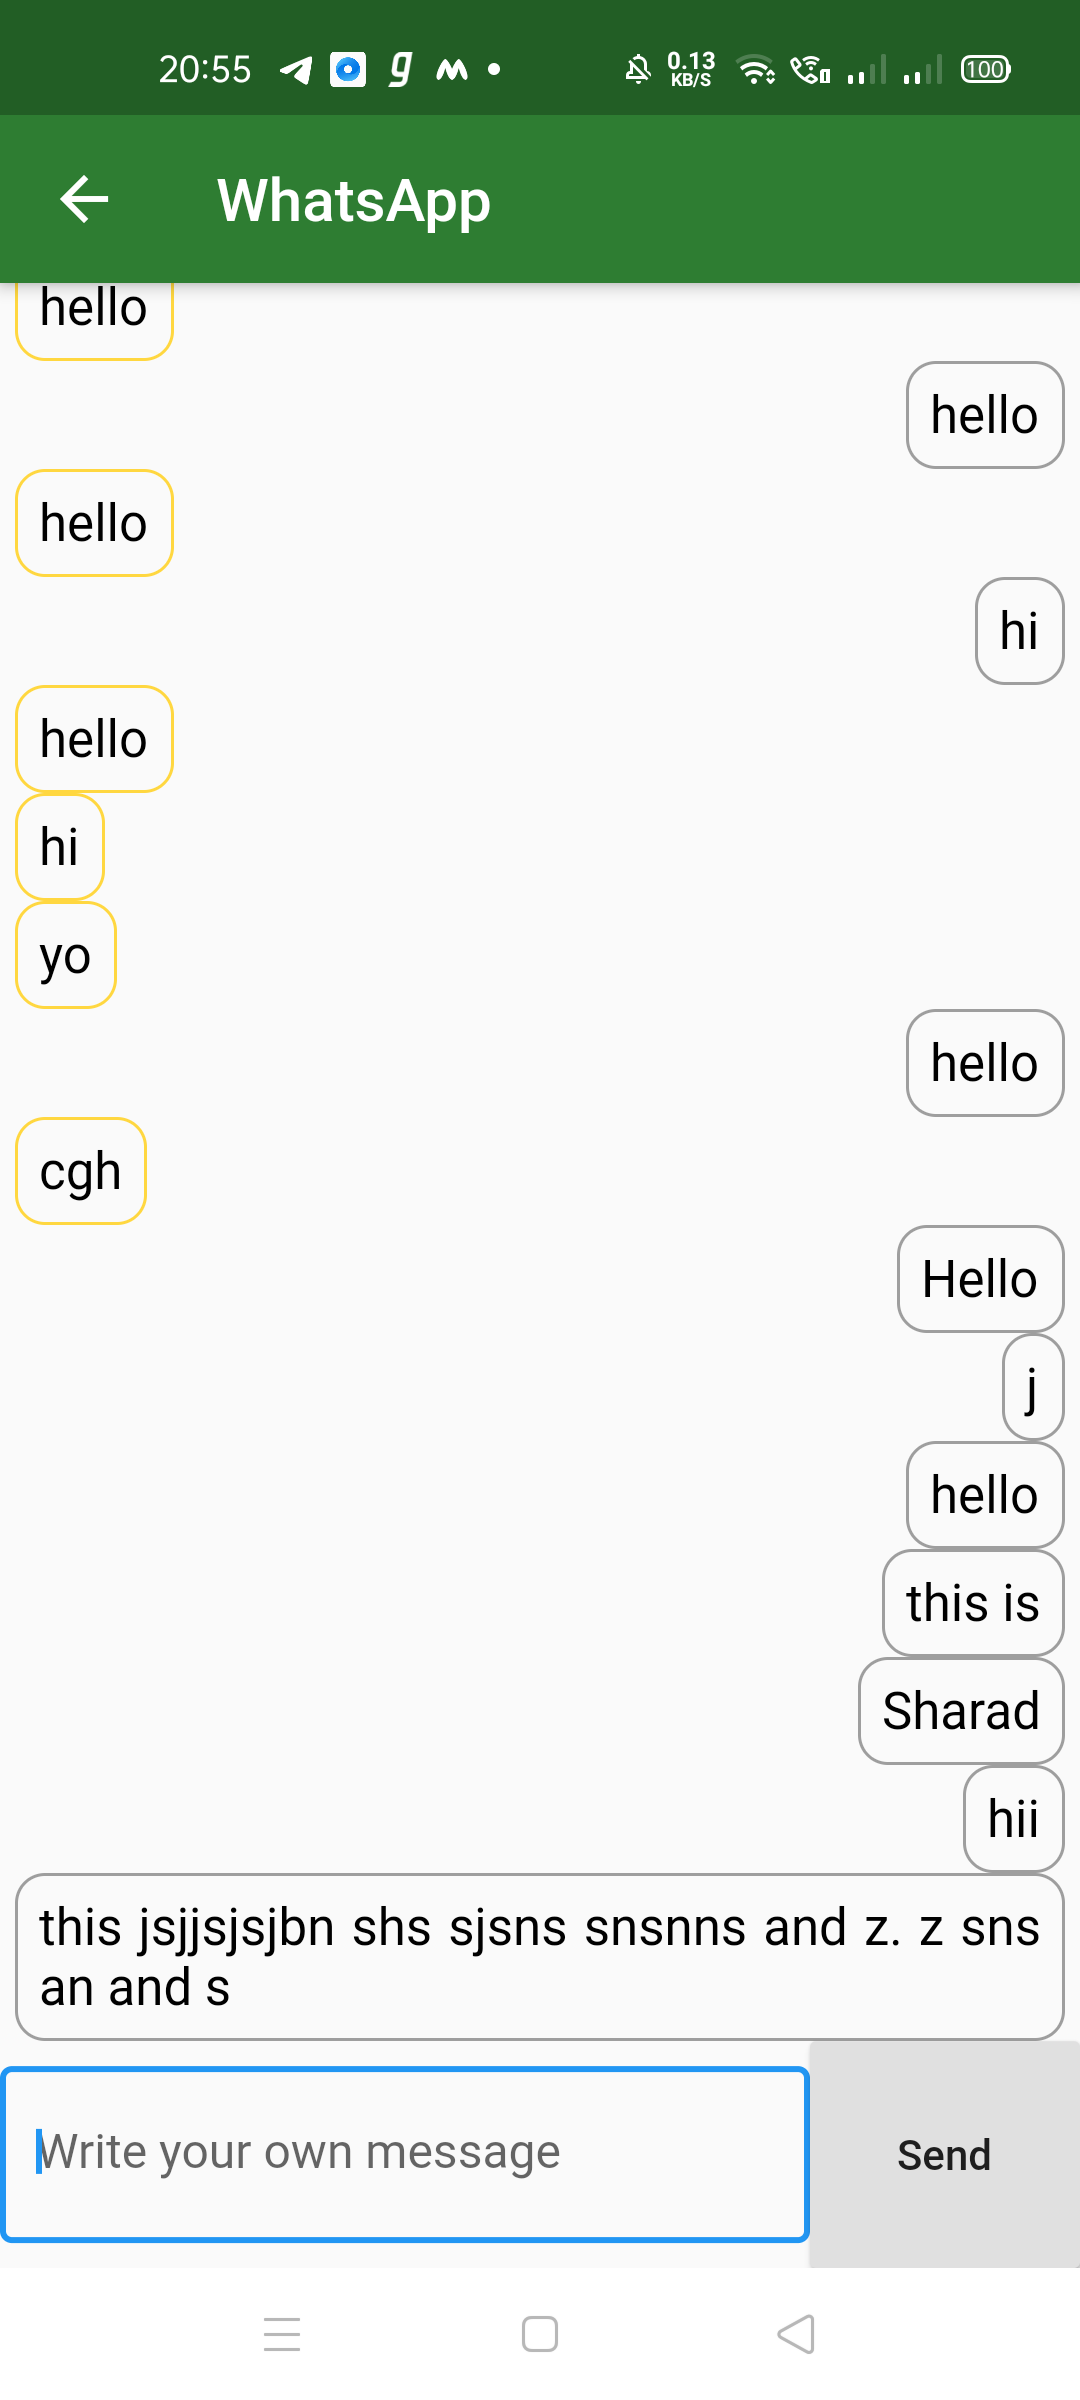 20:55
0.13
KB/S
100
WhatsApp
hello
hello
hello
hi
hello
hi
yo
hello
cgh
Hello
j
hello
this is
Sharad
hii
this jsjjsjsjbn shs sjsns snsnns and z. z sns
an and s
Write your own message
Send